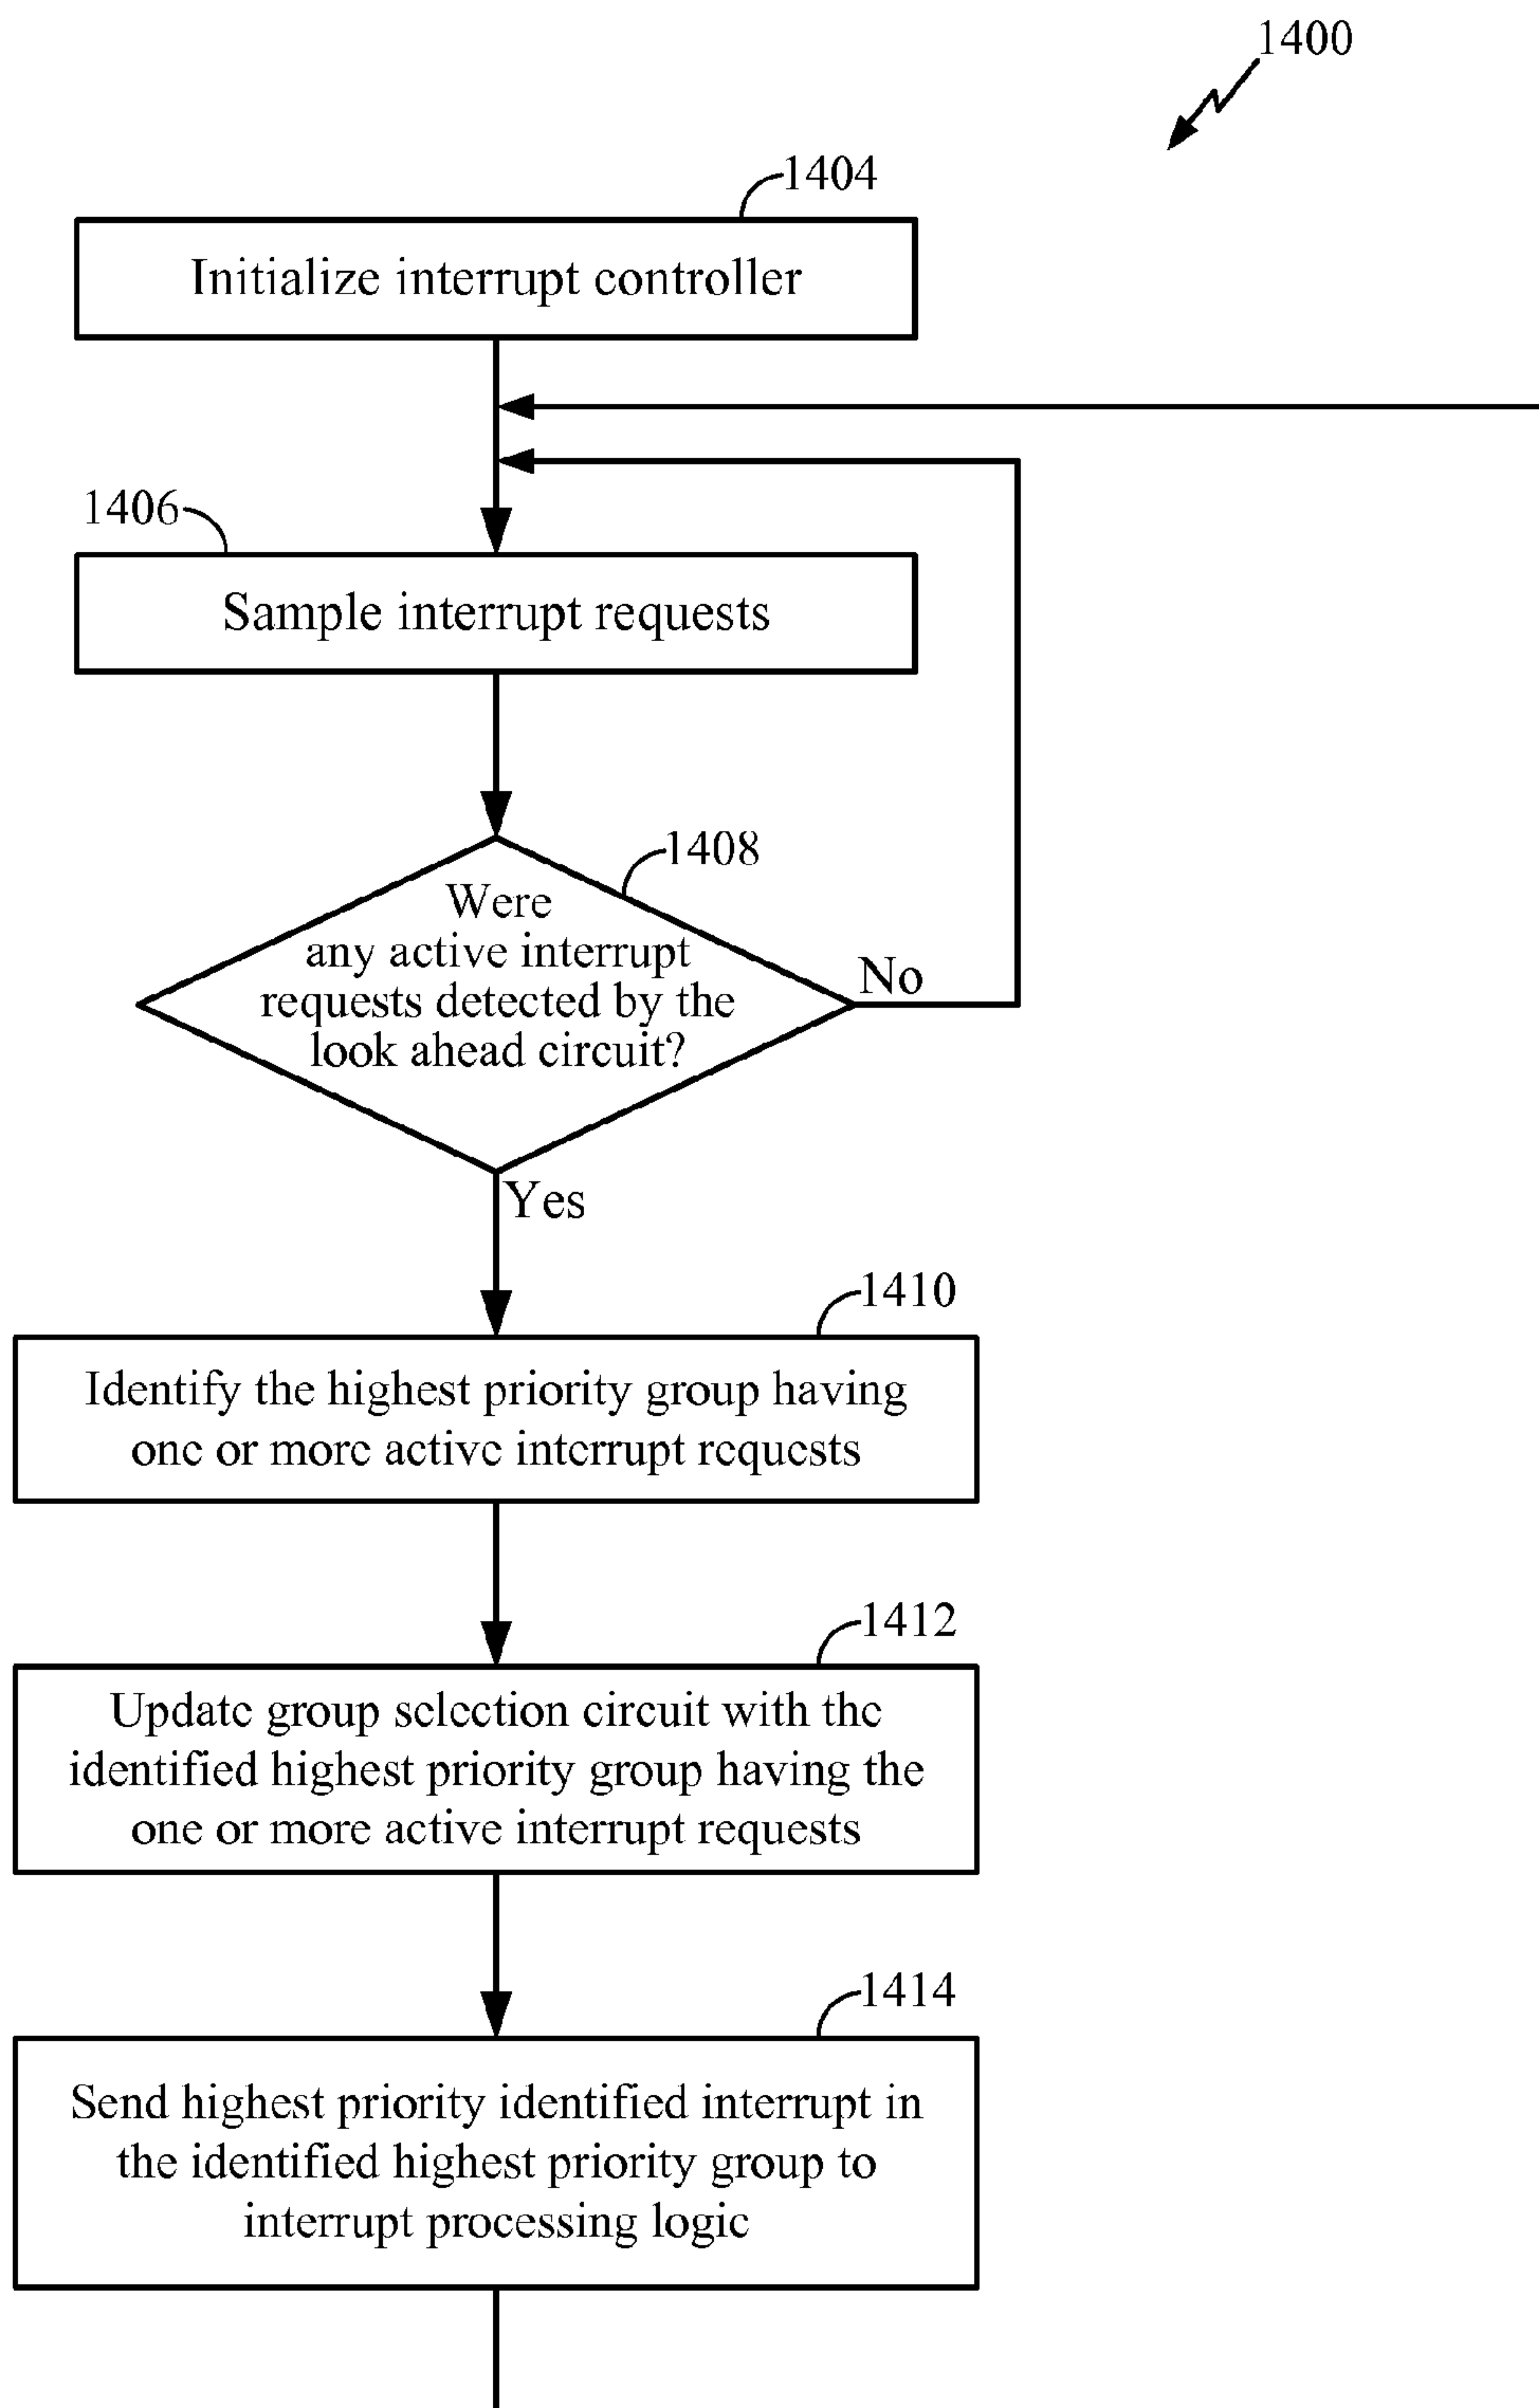 1400
1404
Initialize interrupt controller
1406
Sample interrupt requests
1408
Were
any active interrupt
requests detected by the
look ahead circuit?
No
Yes
1410
Identify the highest priority group having
one or more active interrupt requests
1412
Update group selection circuit with the
identified highest priority group having the
one or more active interrupt requests
1414
Send highest priority identified interrupt in
the identified highest priority group to
interrupt processing logic